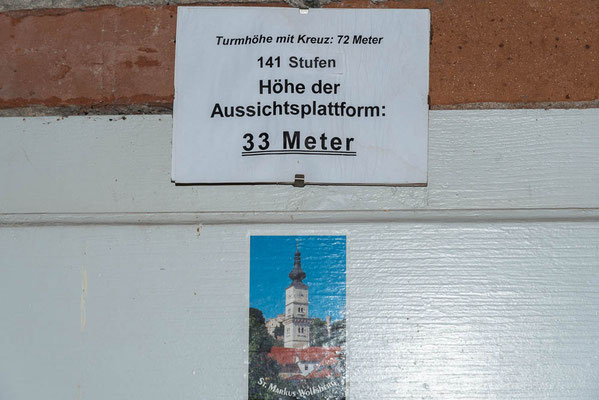 Turmhöhe mit Kreuz: 72 Meter
141 Stufen
Höhe der
Aussichtsplattform:
33 Meter
St. Markus Wolfsberg